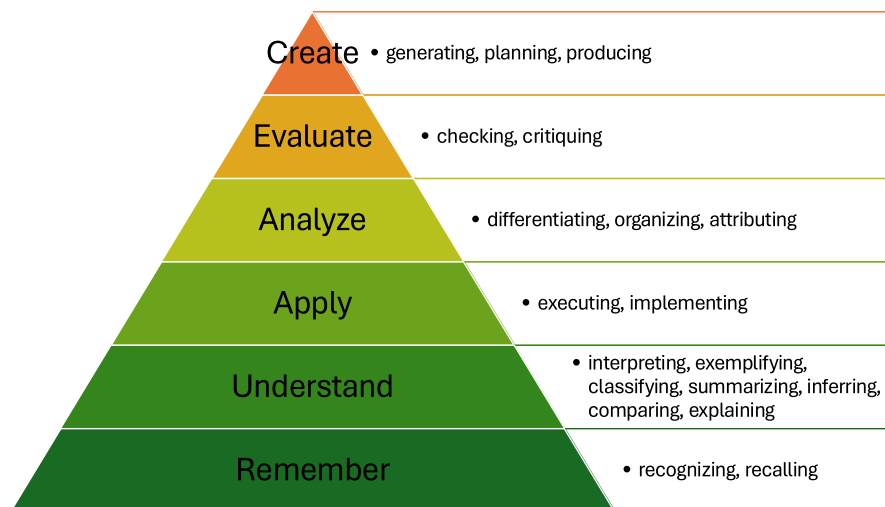 Create
• generating, planning, producing
Evaluate
• checking, critiquing
Analyze
• differentiating, organizing, attributing
Apply
• executing, implementing
Understand
• interpreting, exemplifying,
classifying, summarizing, inferring,
comparing, explaining
Remember
• recognizing, recalling